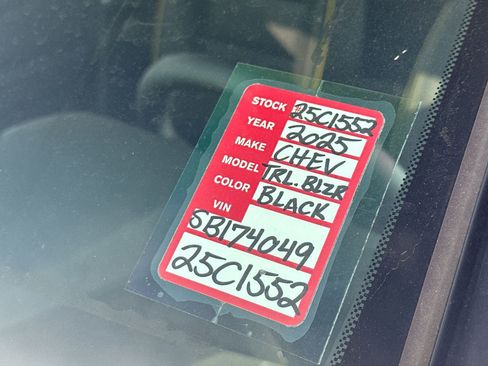 STOCK #25C1552
YEAR 2025
MAKE CHEV
MODEL TRL. BLZR
COLOR BLACK
VIN
SB174049
25C1552